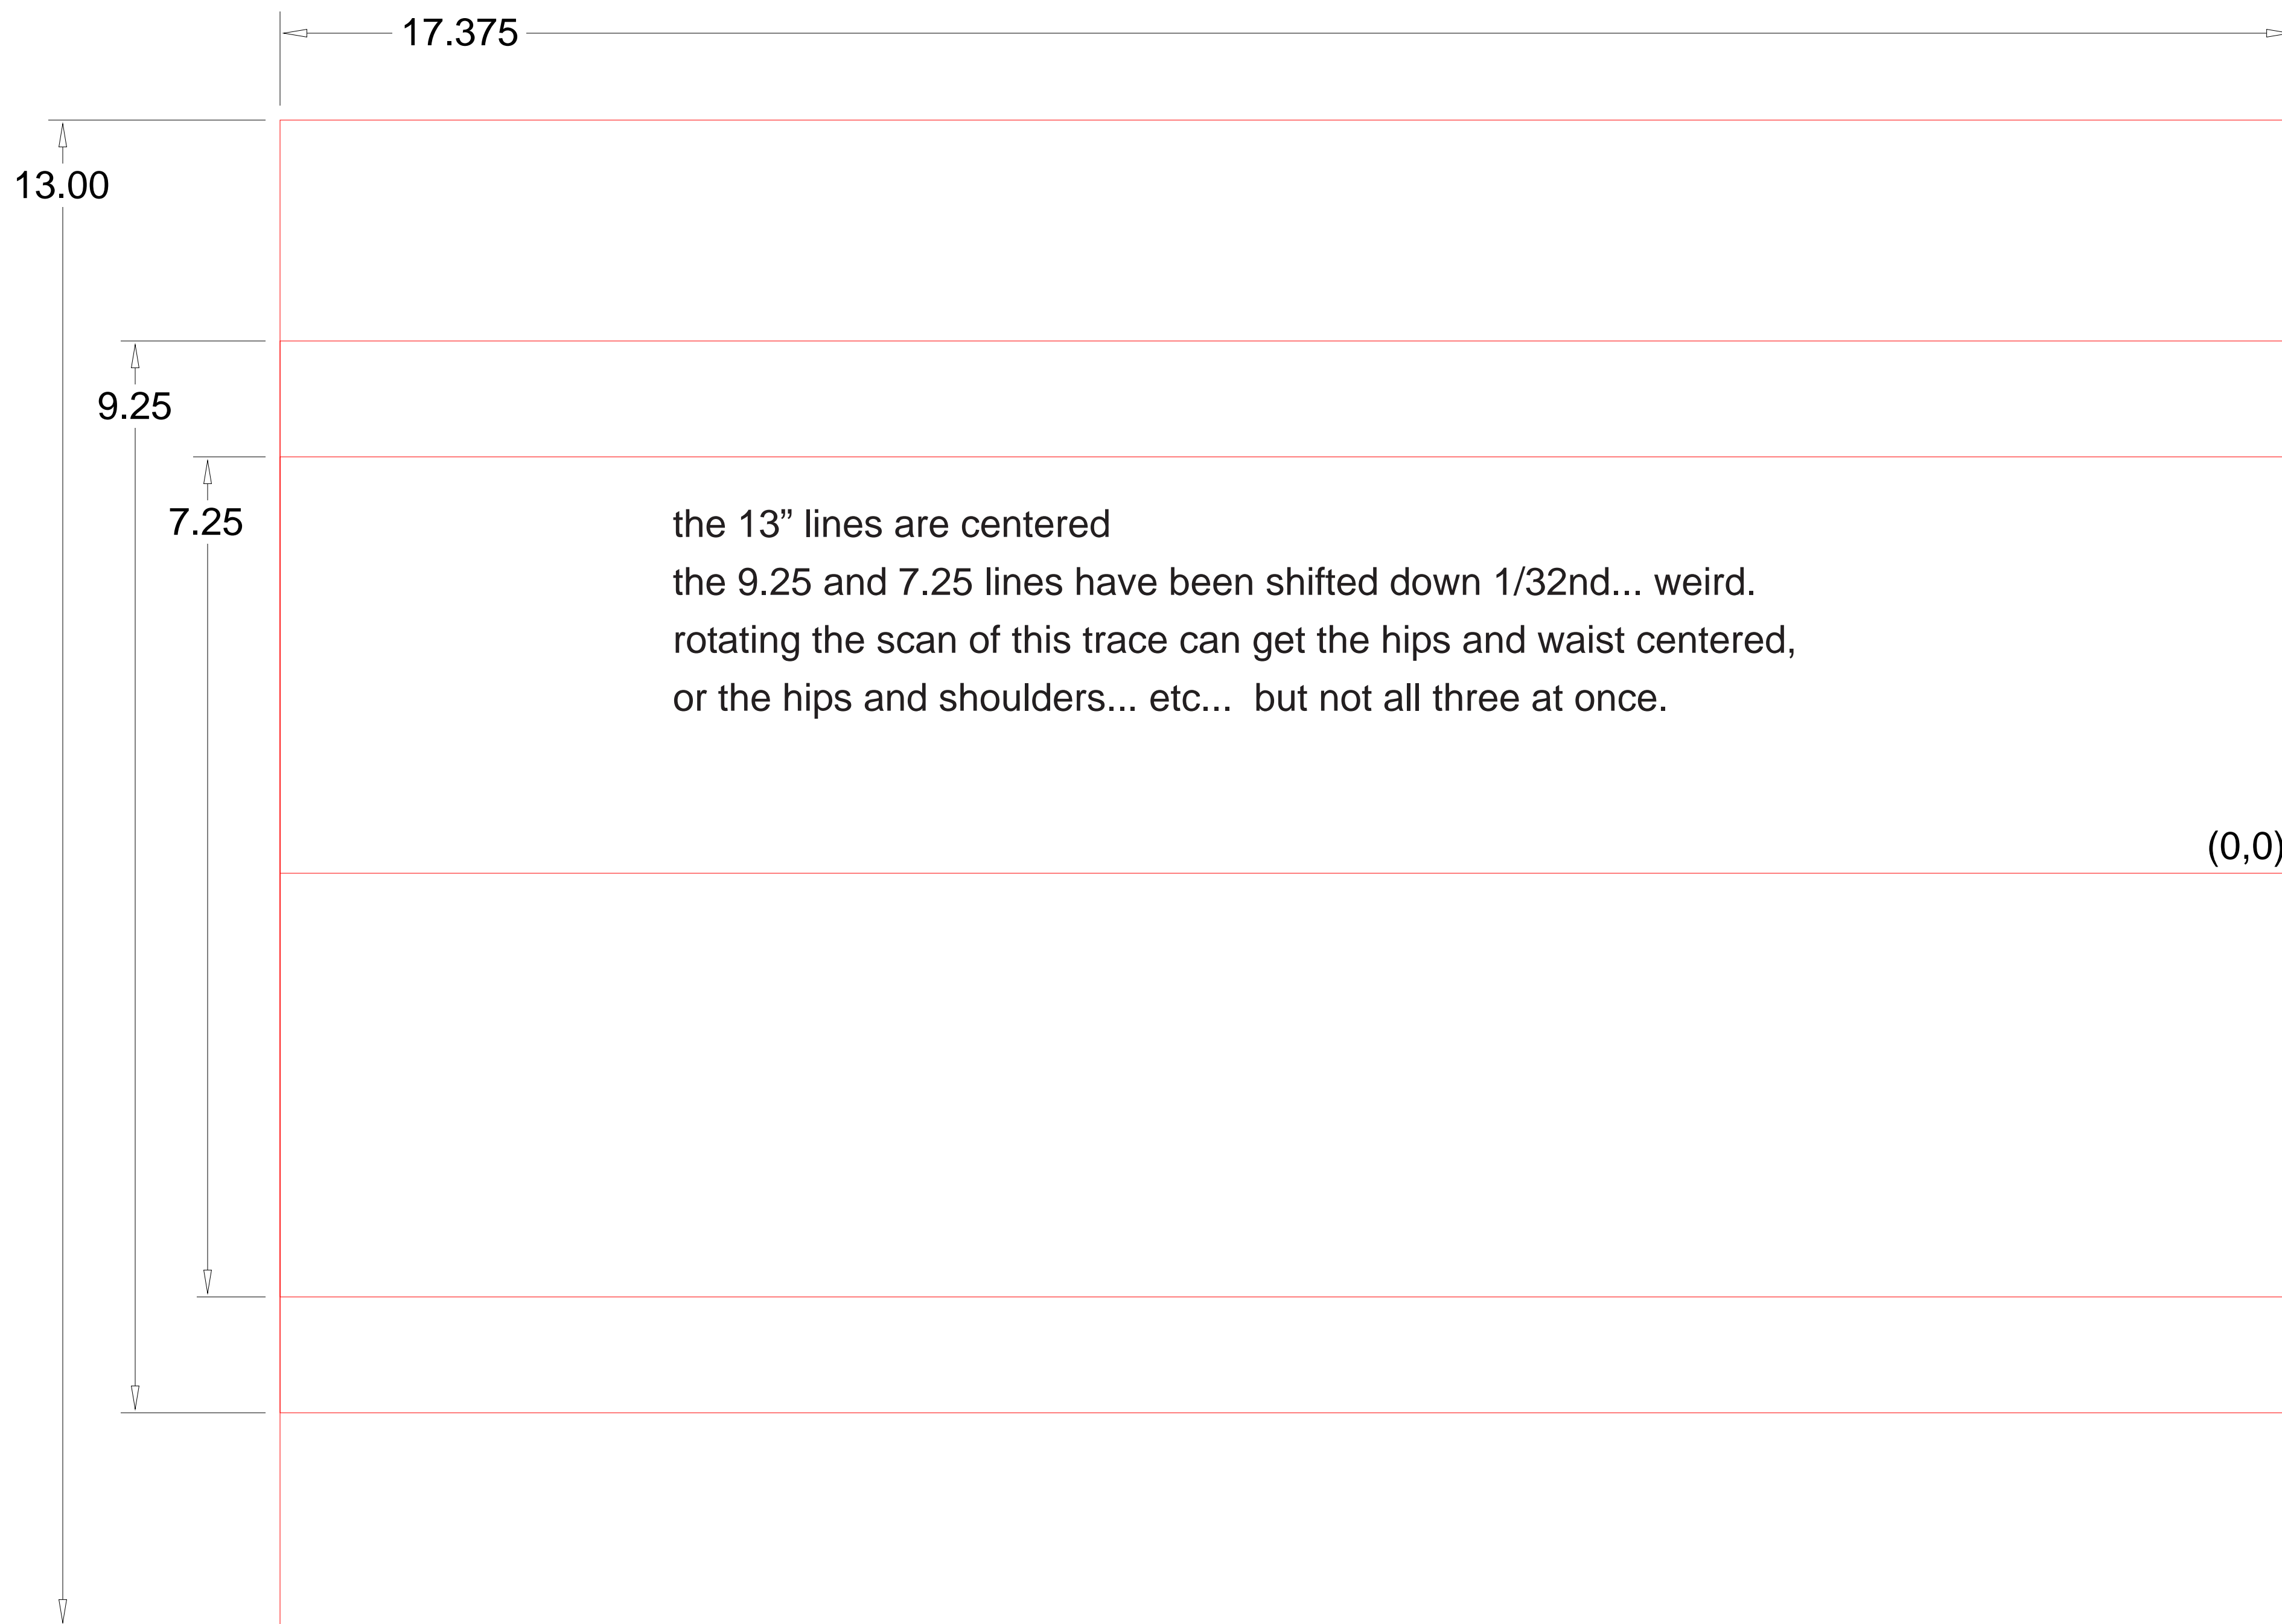 17.375
13.00
9.25
7.25
the 13” lines are centered
the 9.25 and 7.25 lines have been shifted down 1/32nd... weird.
rotating the scan of this trace can get the hips and waist centered,
or the hips and shoulders... etc...  but not all three at once.
(0,0)